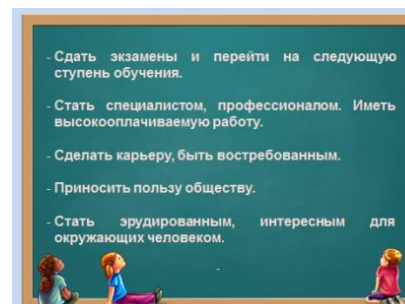 - Сдать экзамены и перейти на следующую
ступень обучения.
- Стать специалистом, профессионалом. Иметь
высокооплачиваемую работу.
- Сделать карьеру, быть востребованным.
- Приносить пользу обществу.
- Стать эрудированным, интересным для
окружающих человеком.
-